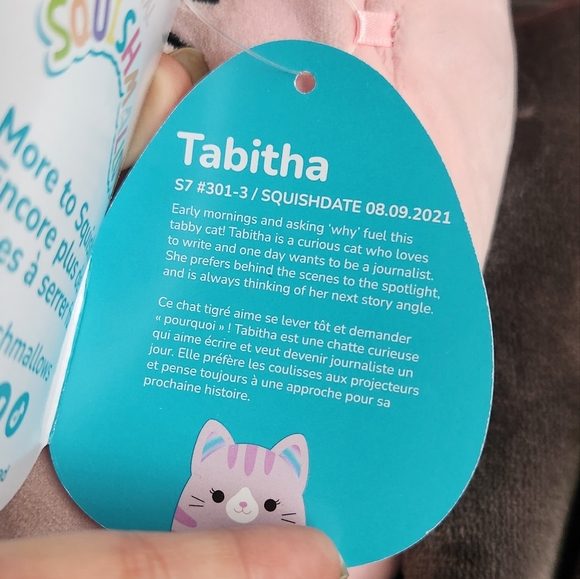 SQUISHMALLOWS
More to Squ
Encore plus
es à serrer
hmallows
Tabitha
S7 #301-3 / SQUISHDATE 08.09.2021
Early mornings and asking ‘why’ fuel this
tabby cat! Tabitha is a curious cat who loves
to write and one day wants to be a journalist.
She prefers behind the scenes to the spotlight,
and is always thinking of her next story angle.
Ce chat tigré aime se lever tôt et demander
« pourquoi » ! Tabitha est une chatte curieuse
qui aime écrire et veut devenir journaliste un
jour. Elle préfère les coulisses aux projecteurs
et pense toujours à une approche pour sa
prochaine histoire.